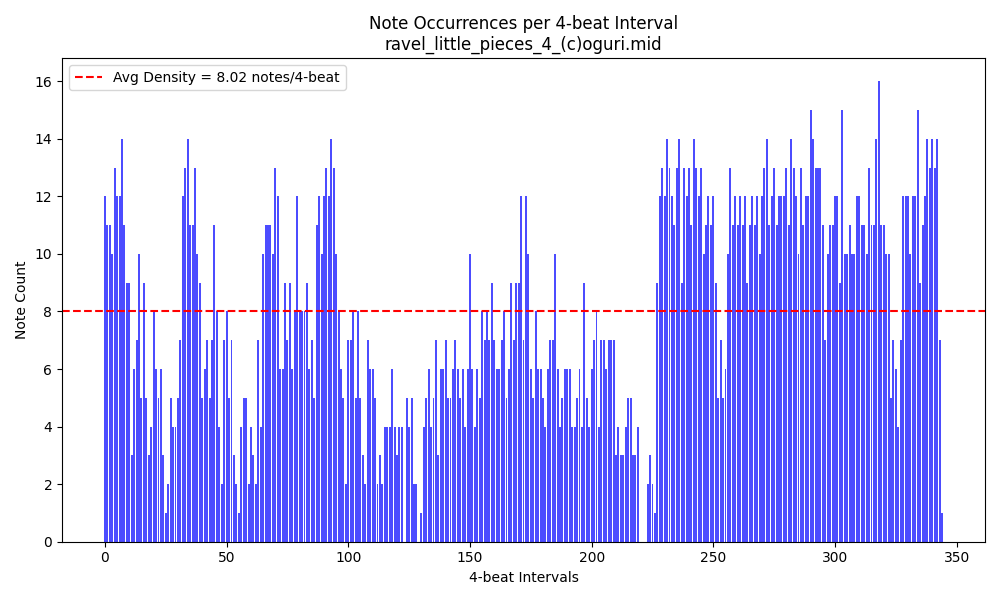 Note Occurrences per 4-beat Interval
ravel_little_pieces_4_(c)oguri.mid
Avg Density = 8.02 notes/4-beat
Note Count
16
14
12
10
8
6
4
2
0
0 50 100 150 200 250 300 350
4-beat Intervals